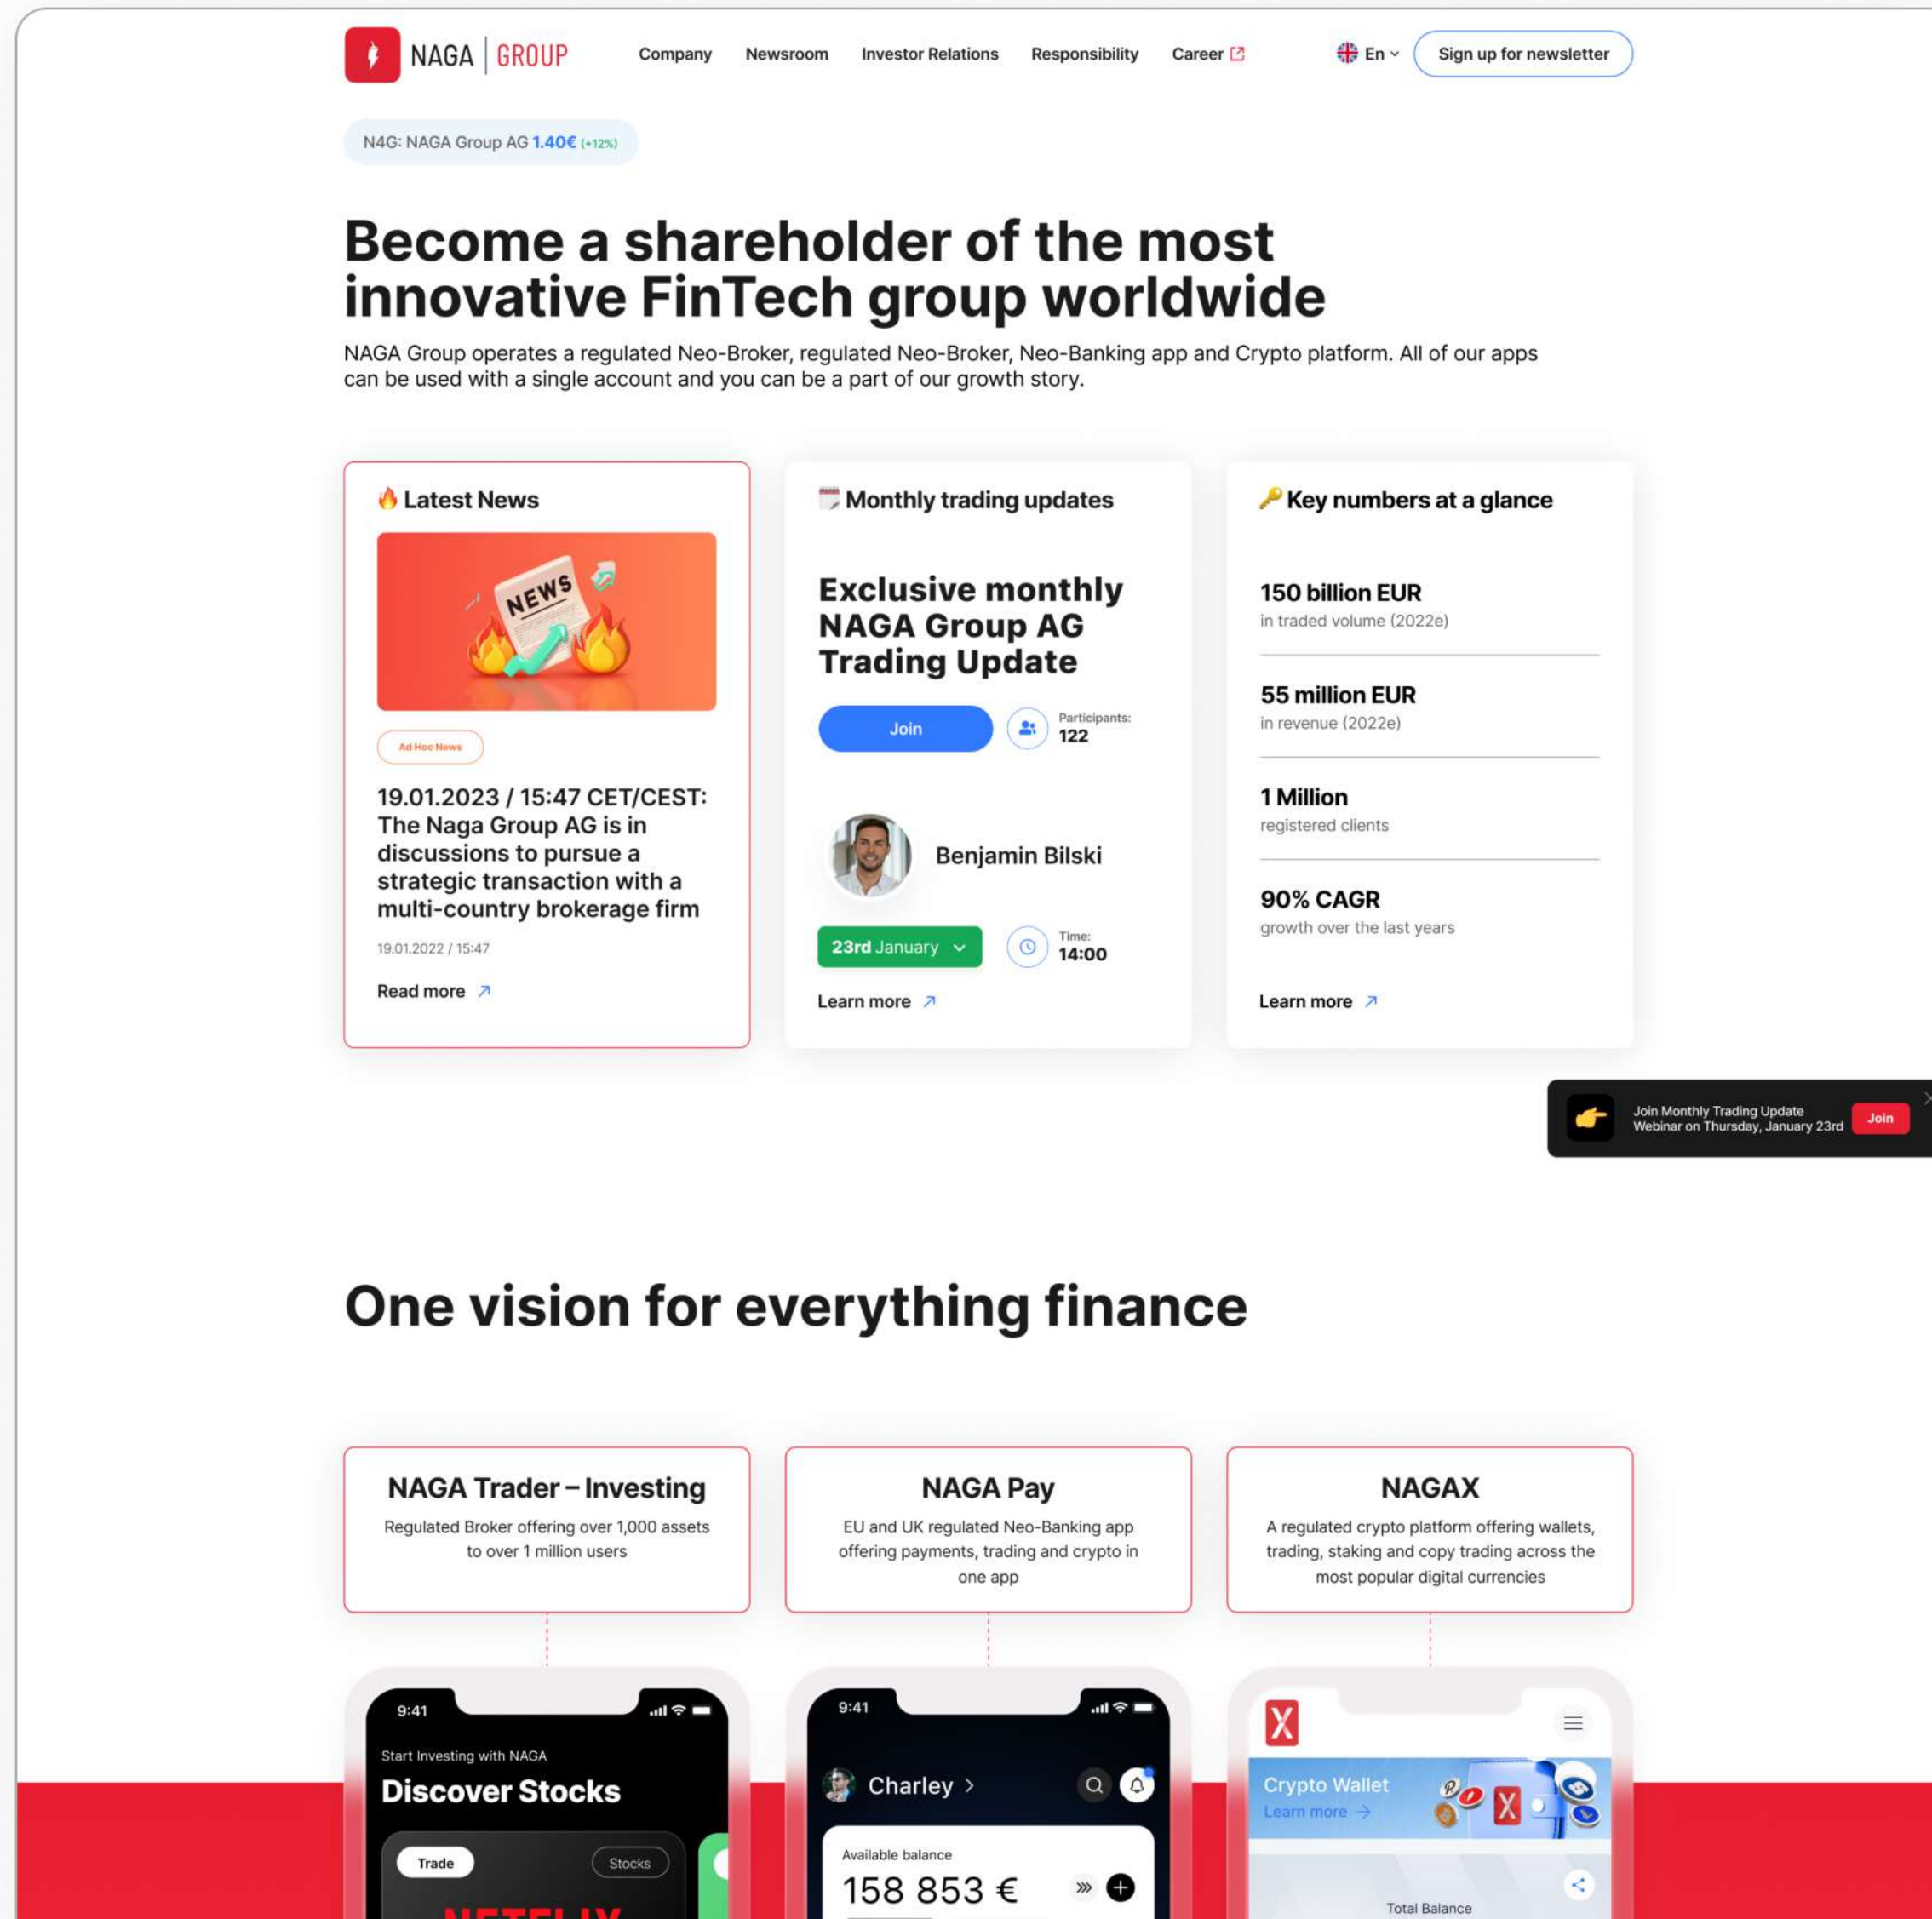 NAGA GROUP
Company
Newsroom
Investor Relations
Responsibility
Career
En
Sign up for newsletter
N4G: NAGA Group AG 1.40€ (+12%)
Become a shareholder of the most
innovative FinTech group worldwide
NAGA Group operates a regulated Neo-Broker, regulated Neo-Broker, Neo-Banking app and Crypto platform. All of our apps
can be used with a single account and you can be a part of our growth story.
🔥 Latest News
NEWS
Ad Hoc News
19.01.2023 / 15:47 CET/CEST:
The Naga Group AG is in
discussions to pursue a
strategic transaction with a
multi-country brokerage firm
19.01.2022 / 15:47
Read more
Monthly trading updates
Exclusive monthly
NAGA Group AG
Trading Update
Join
Participants:
122
Benjamin Bilski
23rd January
Time:
14:00
Learn more
🔑 Key numbers at a glance
150 billion EUR
in traded volume (2022e)
55 million EUR
in revenue (2022e)
1 Million
registered clients
90% CAGR
growth over the last years
Learn more
Join Monthly Trading Update
Webinar on Thursday, January 23rd
Join
One vision for everything finance
NAGA Trader – Investing
Regulated Broker offering over 1,000 assets
to over 1 million users
NAGA Pay
EU and UK regulated Neo-Banking app
offering payments, trading and crypto in
one app
NAGAX
A regulated crypto platform offering wallets,
trading, staking and copy trading across the
most popular digital currencies
9:41
Start Investing with NAGA
Discover Stocks
Trade
Stocks
NETFLIX
9:41
Charley
Available balance
158 853 €
X
Crypto Wallet
Learn more
X
Total Balance